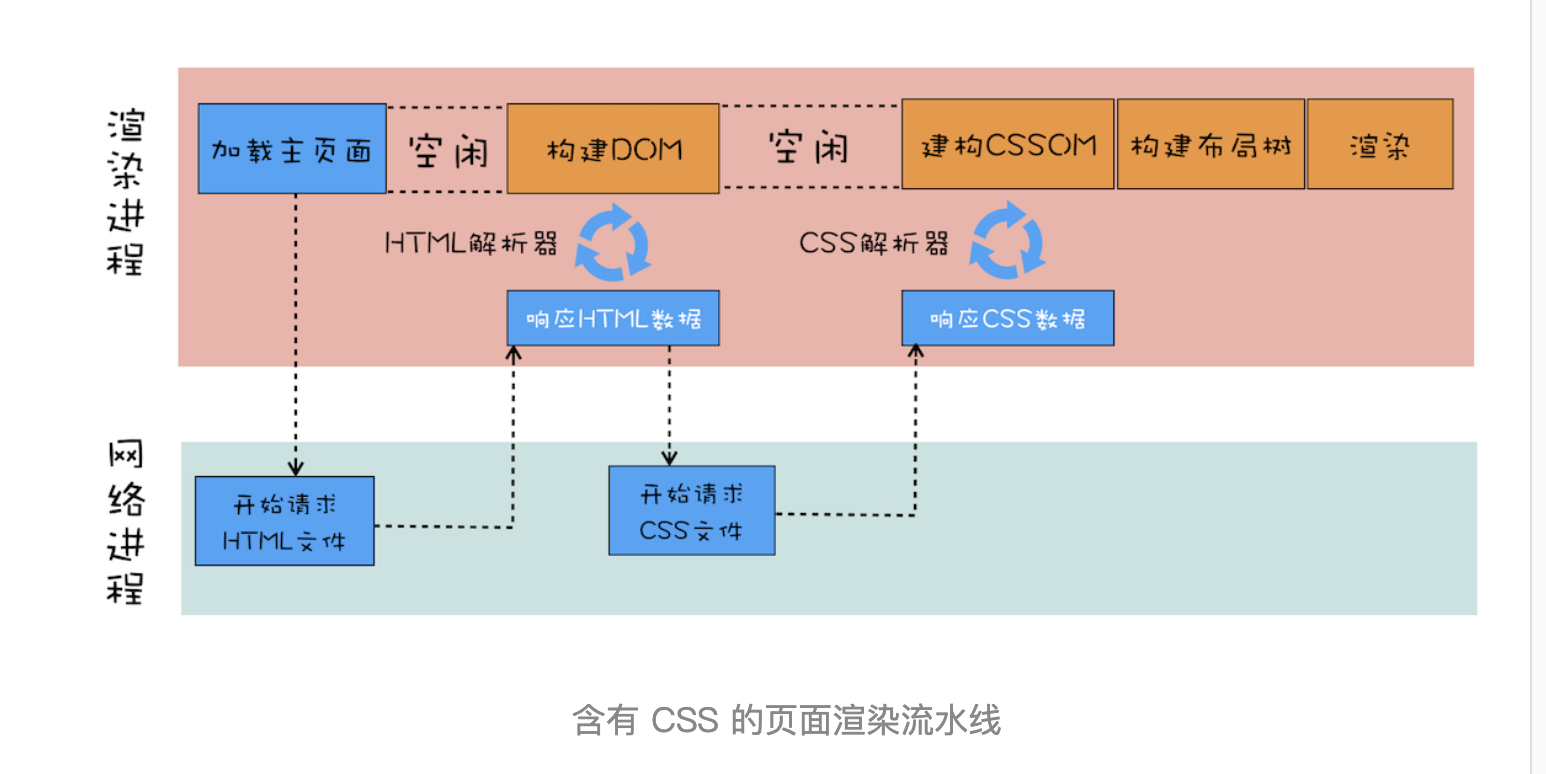 渲染进程
加载主页面
空闲
构建DOM
空闲
建构CSSOM
构建布局树
渲染
HTML解析器
CSS解析器
响应HTML数据
响应CSS数据
网络进程
开始请求
HTML文件
开始请求
CSS文件
含有 CSS 的页面渲染流水线